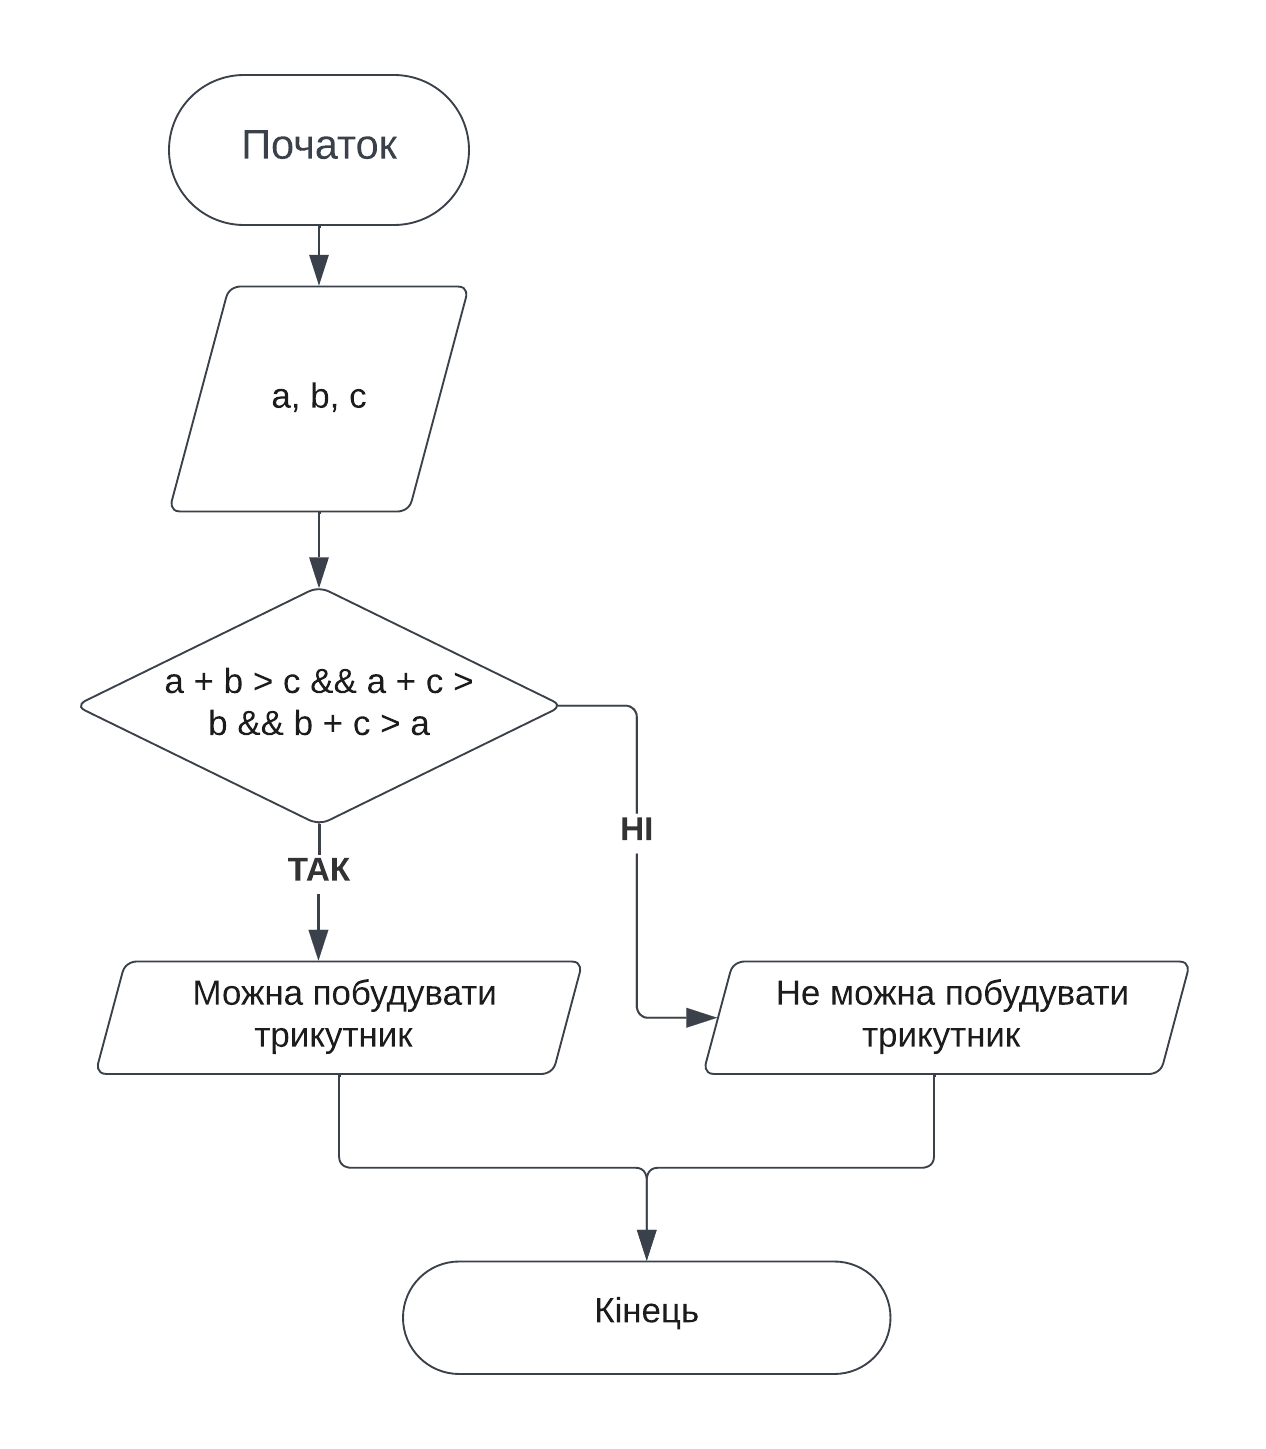 Початок
a, b, c
a + b > c && a + c >
b && b + c > a
НІ
ТАК
Можна побудувати
трикутник
Не можна побудувати
трикутник
Кінець